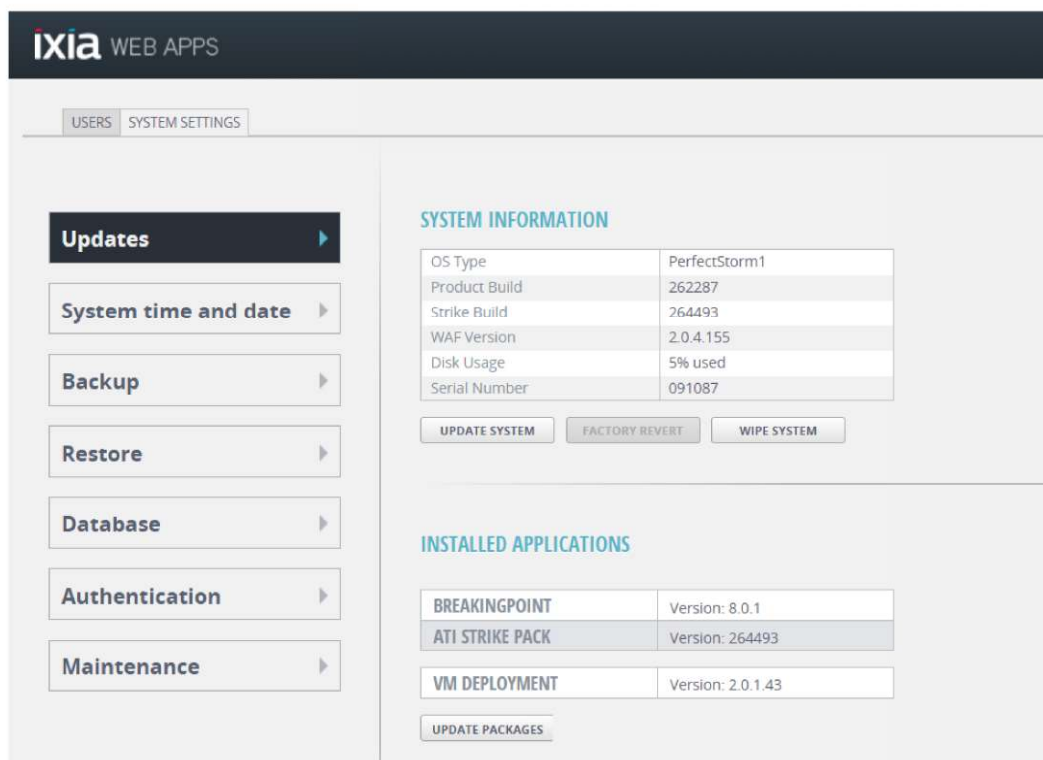 ixia WEB APPS
USERS SYSTEM SETTINGS
Updates
System time and date
Backup
Restore
Database
Authentication
Maintenance
SYSTEM INFORMATION
OS Type PerfectStorm1
Product Build 262287
Strike Build 264493
WAF Version 2.0.4.155
Disk Usage 5% used
Serial Number 091087
UPDATE SYSTEM FACTORY REVERT WIPE SYSTEM
INSTALLED APPLICATIONS
BREAKINGPOINT Version: 8.0.1
ATI STRIKE PACK Version: 264493
VM DEPLOYMENT Version: 2.0.1.43
UPDATE PACKAGES